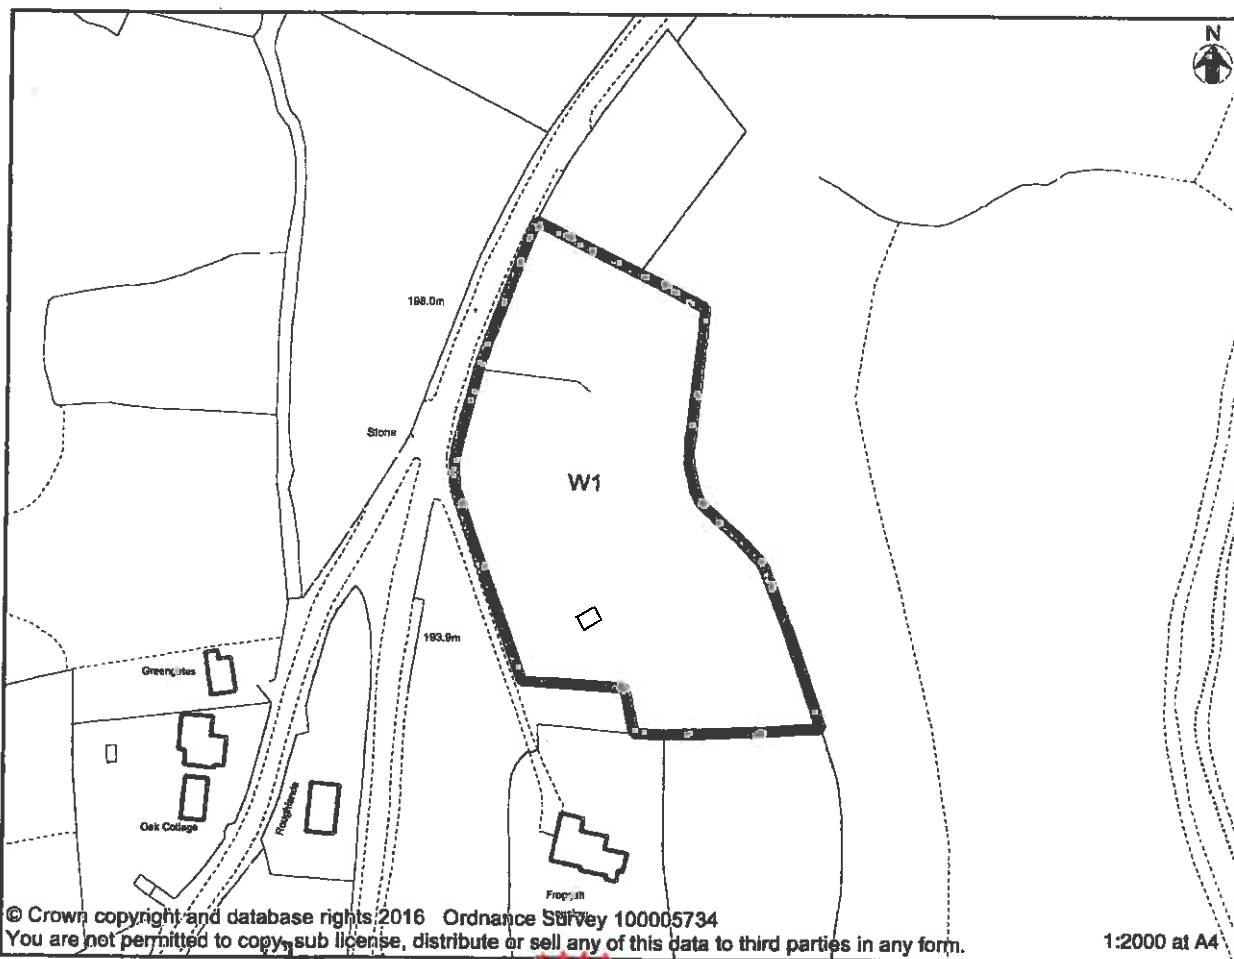 N
198.0m
Stone
W1
193.9m
Greengates
Oak Cottage
Roughlands
© Crown copyright and database rights 2016 Ordnance Survey 100005734
You are not permitted to copy, sub license, distribute or sell any of this data to third parties in any form.
1:2000 at A4